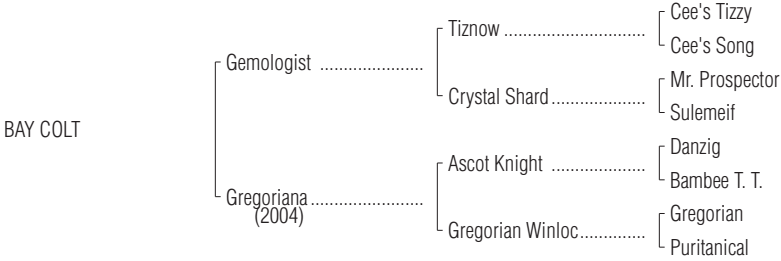 Cee's Tizzy
Tiznow ..............................
Cee's Song
Gemologist ......................
Mr. Prospector
Crystal Shard....................
Sulemeif
BAY COLT
Danzig
Ascot Knight ....................
Bambee T. T.
Gregoriana........................
(2004)
Gregorian
Gregorian Winloc..............
Puritanical